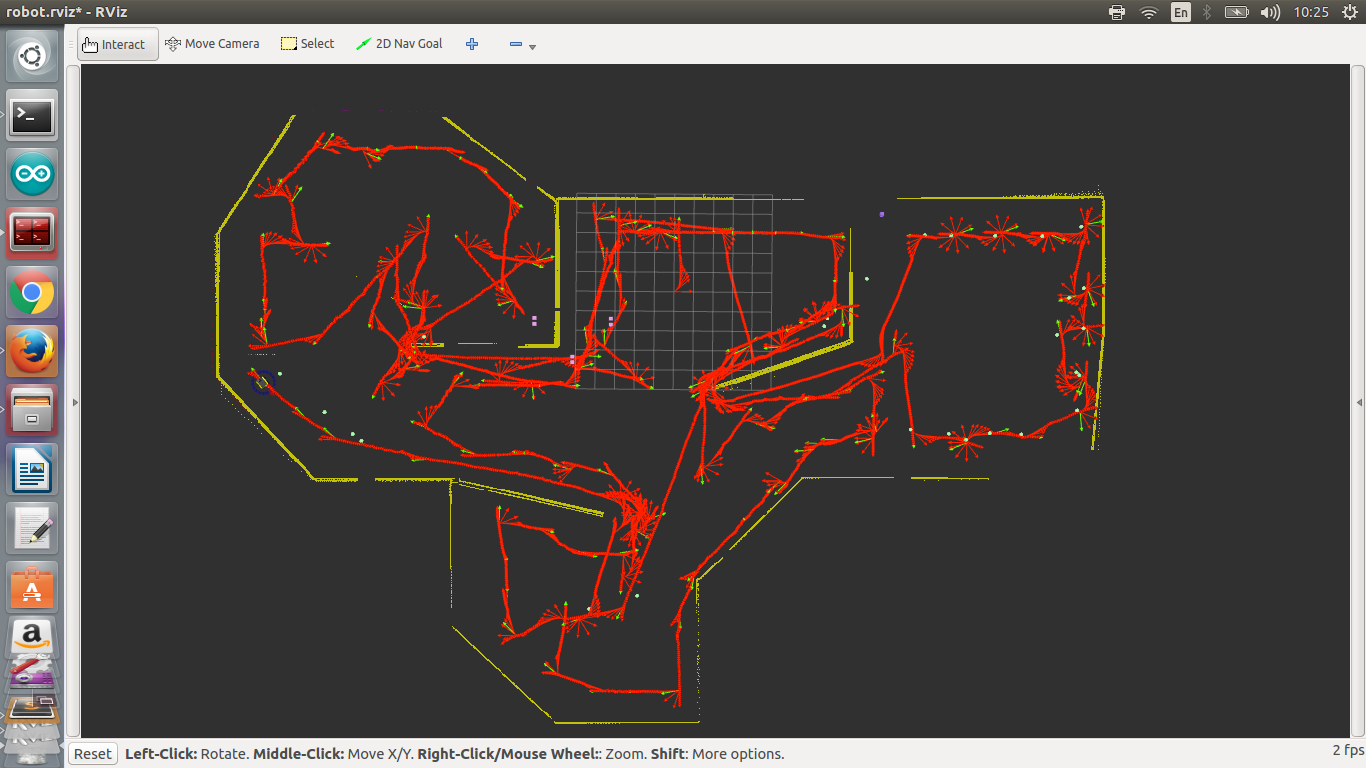 robot.rviz* - RViz
En
10:25
Interact
Move Camera
Select
2D Nav Goal
Reset
Left-Click: Rotate. Middle-Click: Move X/Y. Right-Click/Mouse Wheel:: Zoom. Shift: More options.
2 fps